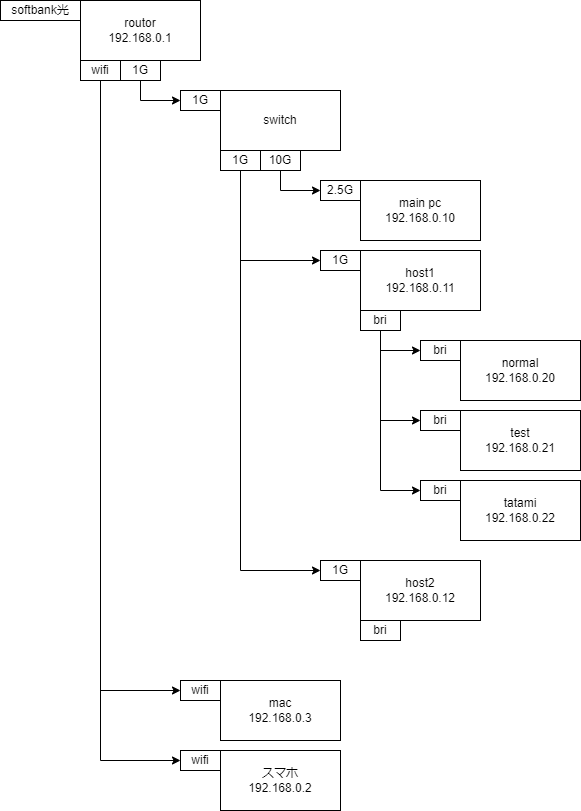 softbank光
routor
192.168.0.1
wifi
1G
1G
switch
1G
10G
2.5G
main pc
192.168.0.10
1G
host1
192.168.0.11
bri
bri
normal
192.168.0.20
bri
test
192.168.0.21
bri
tatami
192.168.0.22
1G
host2
192.168.0.12
bri
wifi
mac
192.168.0.3
wifi
スマホ
192.168.0.2